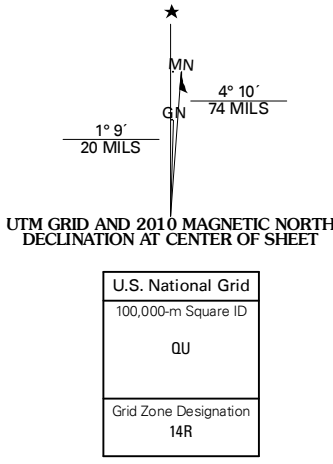 ★
MN
4° 10´
74 MILS
GN
1° 9´
20 MILS
UTM GRID AND 2010 MAGNETIC NORTH
DECLINATION AT CENTER OF SHEET
U.S. National Grid
100,000-m Square ID
QU
Grid Zone Designation
14R